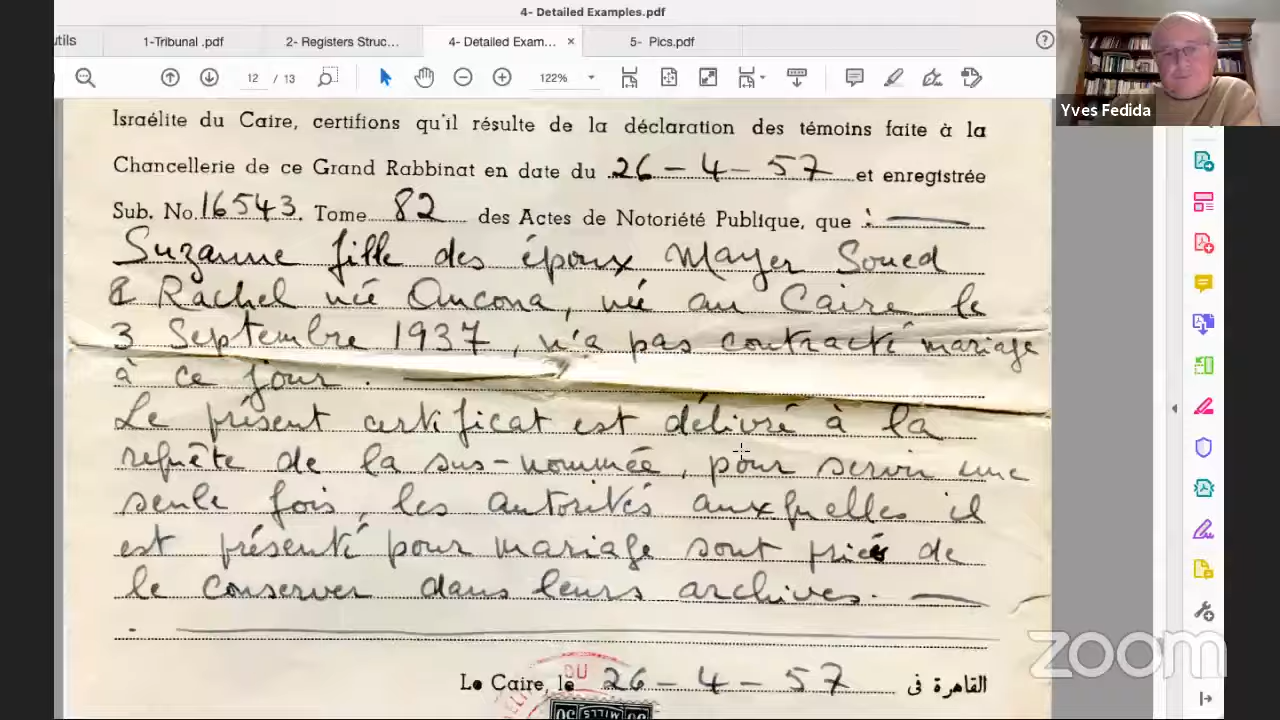 4- Detailed Examples.pdf
utils
1-Tribunal .pdf
2- Registers Struc...
4- Detailed Exam... ×
5- Pics.pdf
12 / 13
122%
Yves Fedida
Israélite du Caire, certifions qu'il résulte de la déclaration des témoins faite à la
Chancellerie de ce Grand Rabbinat en date du 26 - 4 - 57 et enregistrée
Sub. No. 16543. Tome 82 des Actes de Notoriété Publique, que :
Suzanne fille des époux Mayer Soued
& Rachel née Ancona, née au Caire le
3 Septembre 1937, n'a pas contracté mariage
à ce jour.
Le présent certificat est délivré à la
requête de la sus-nommée, pour servir une
seule fois, les autorités auxquelles il
est présenté pour mariage sont priées de
le conserver dans leurs archives.
Le Caire, le 26 - 4 - 57 القاهرة فى
DU
MILLS
zoom